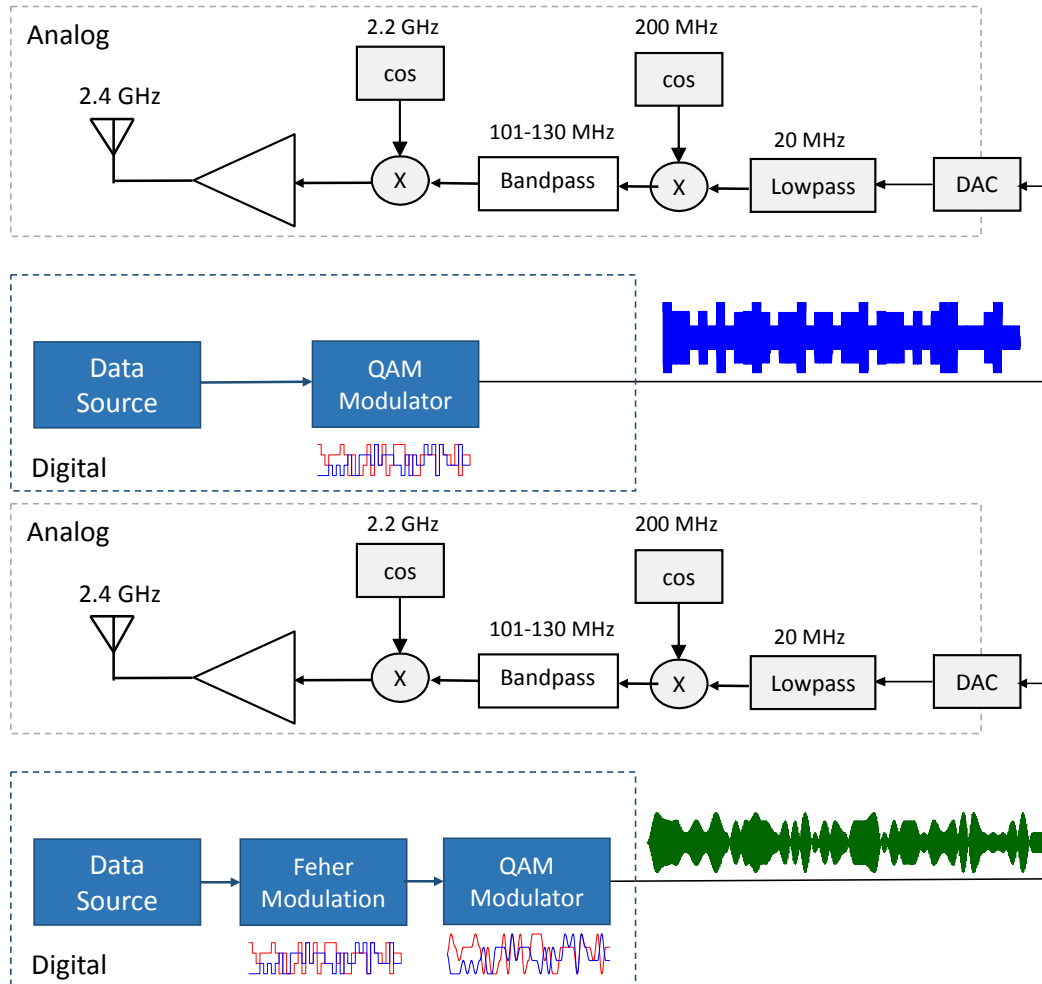 Analog
2.2 GHz
200 MHz
cos
cos
2.4 GHz
101-130 MHz
20 MHz
X
Bandpass
X
Lowpass
DAC
Data
Source
QAM
Modulator
Digital
Analog
2.2 GHz
200 MHz
cos
cos
2.4 GHz
101-130 MHz
20 MHz
X
Bandpass
X
Lowpass
DAC
Data
Source
Feher
Modulation
QAM
Modulator
Digital